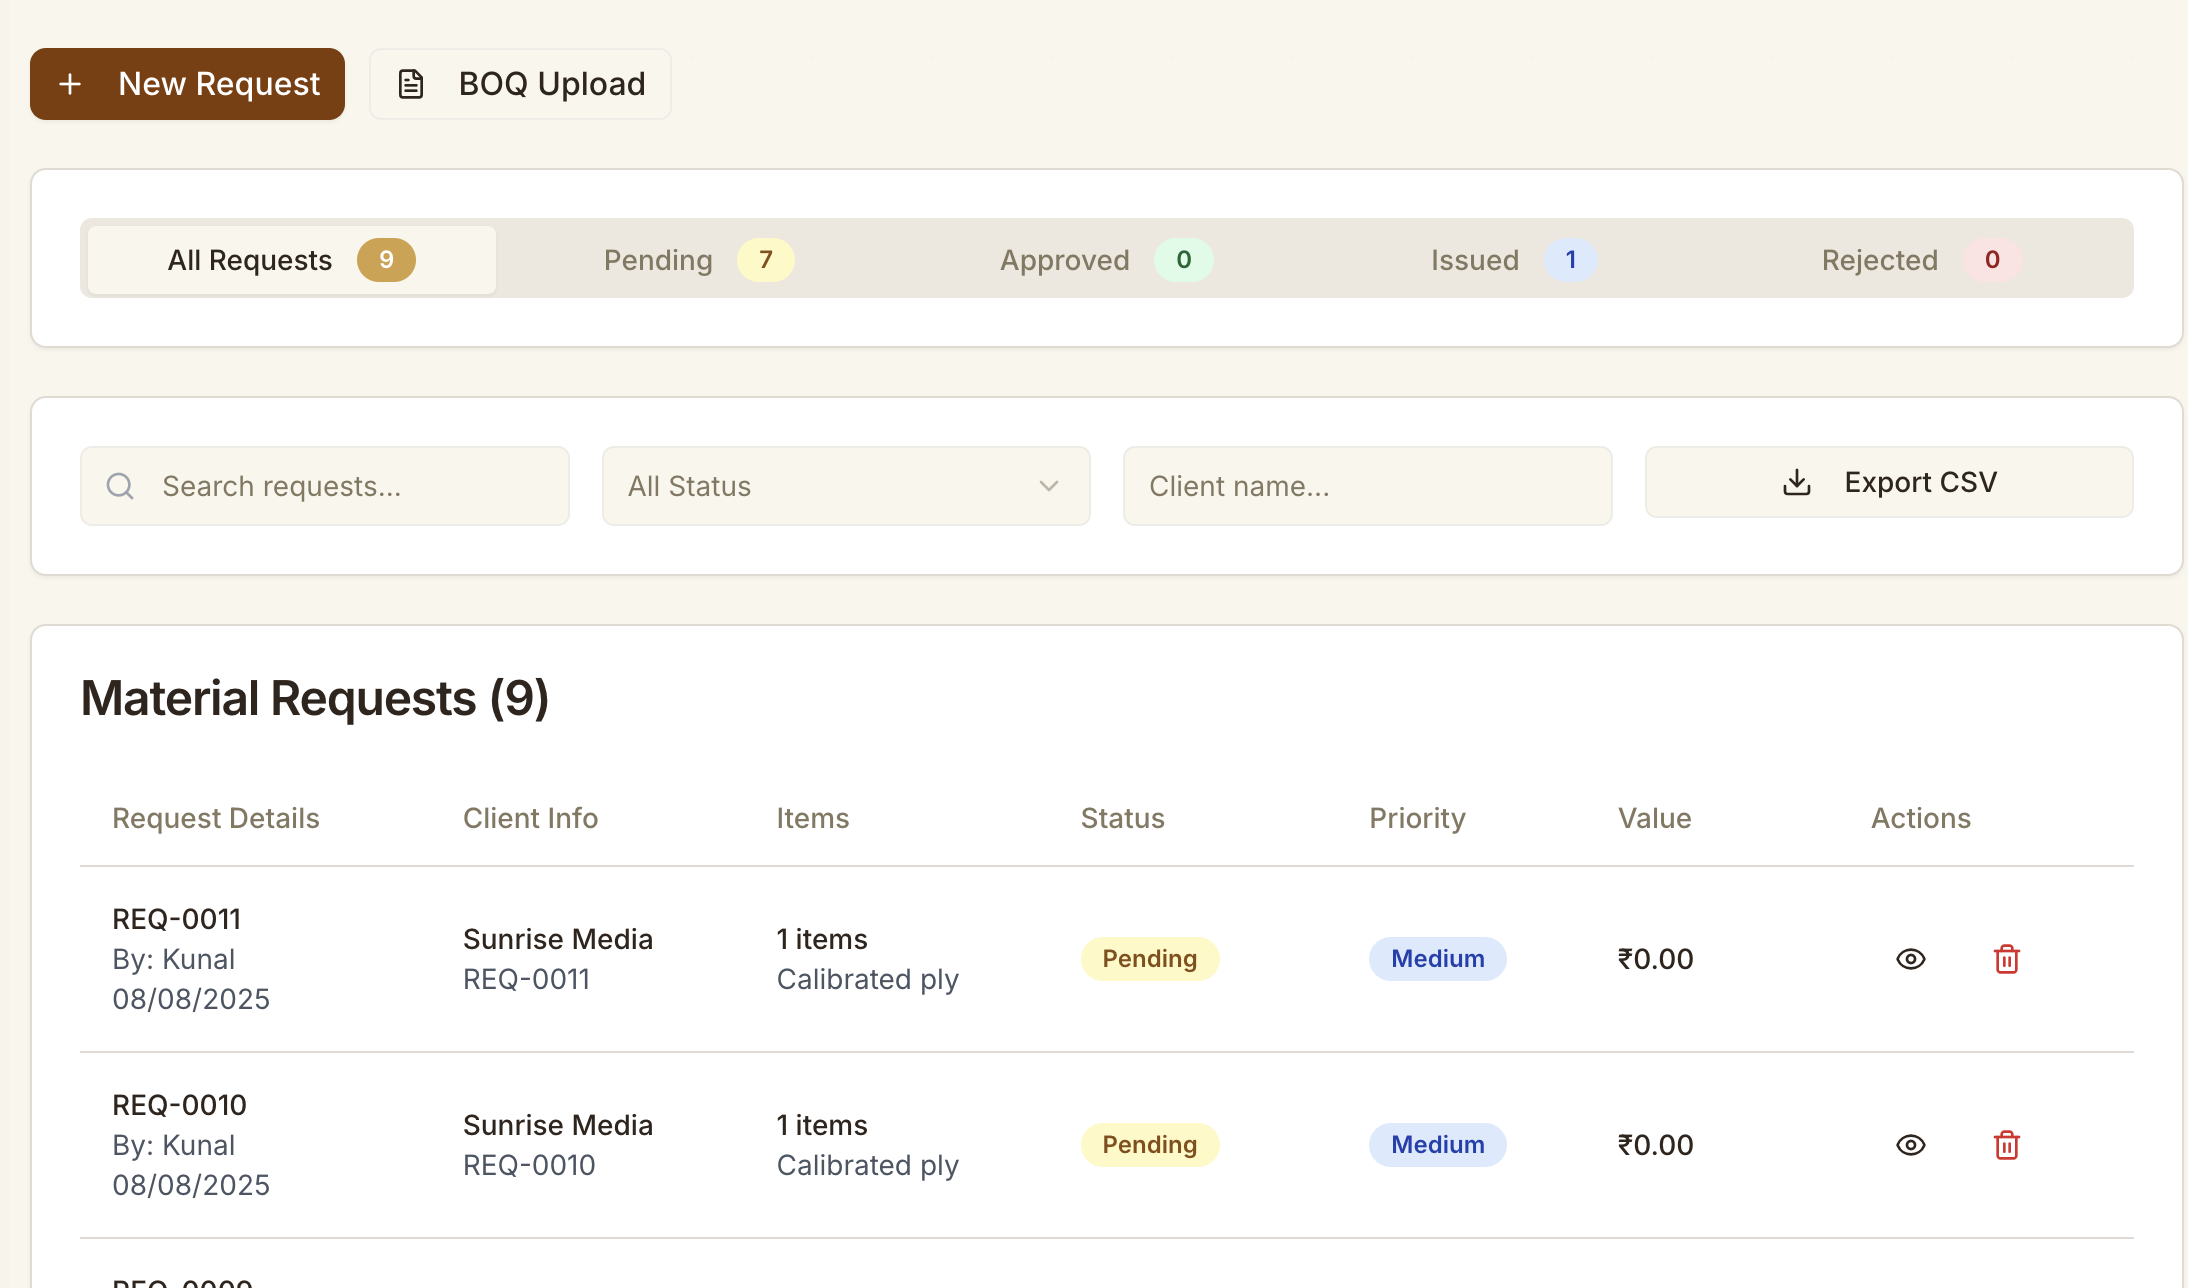 New Request
BOQ Upload
All Requests 9
Pending 7
Approved 0
Issued 1
Rejected 0
Search requests...
All Status
Client name...
Export CSV
Material Requests (9)
Request Details Client Info Items Status Priority Value Actions
REQ-0011
By: Kunal
08/08/2025
Sunrise Media
REQ-0011
1 items
Calibrated ply
Pending
Medium
₹0.00
REQ-0010
By: Kunal
08/08/2025
Sunrise Media
REQ-0010
1 items
Calibrated ply
Pending
Medium
₹0.00
REQ-0009